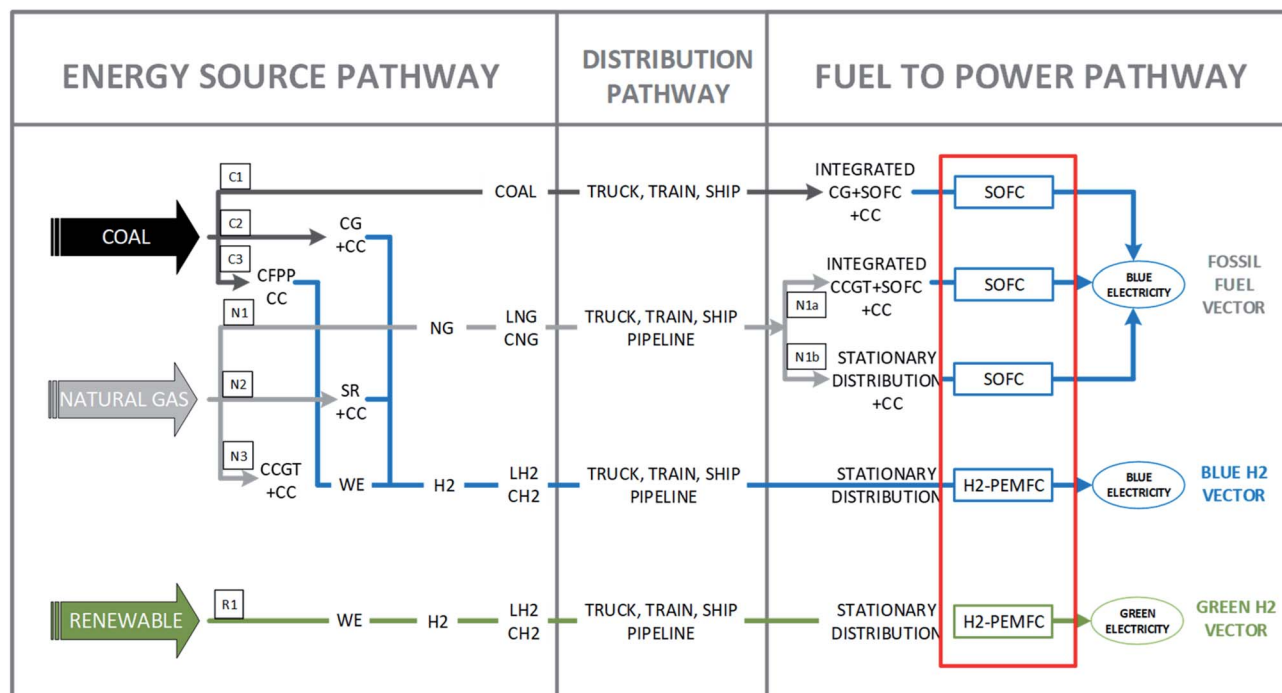 ENERGY SOURCE PATHWAY
DISTRIBUTION
PATHWAY
FUEL TO POWER PATHWAY
C1
COAL
TRUCK, TRAIN, SHIP
INTEGRATED
CG+SOFC
+CC
SOFC
COAL
C2
CG
+CC
C3
CFPP
CC
INTEGRATED
CCGT+SOFC
+CC
SOFC
BLUE
ELECTRICITY
FOSSIL
FUEL
VECTOR
N1
NG
LNG
CNG
TRUCK, TRAIN, SHIP
PIPELINE
N1a
N1b
STATIONARY
DISTRIBUTION
+CC
SOFC
NATURAL GAS
N2
SR
+CC
N3
CCGT
+CC
WE
H2
LH2
CH2
TRUCK, TRAIN, SHIP
PIPELINE
STATIONARY
DISTRIBUTION
H2-PEMFC
BLUE
ELECTRICITY
BLUE H2
VECTOR
RENEWABLE
R1
WE
H2
LH2
CH2
TRUCK, TRAIN, SHIP
PIPELINE
STATIONARY
DISTRIBUTION
H2-PEMFC
GREEN
ELECTRICITY
GREEN H2
VECTOR